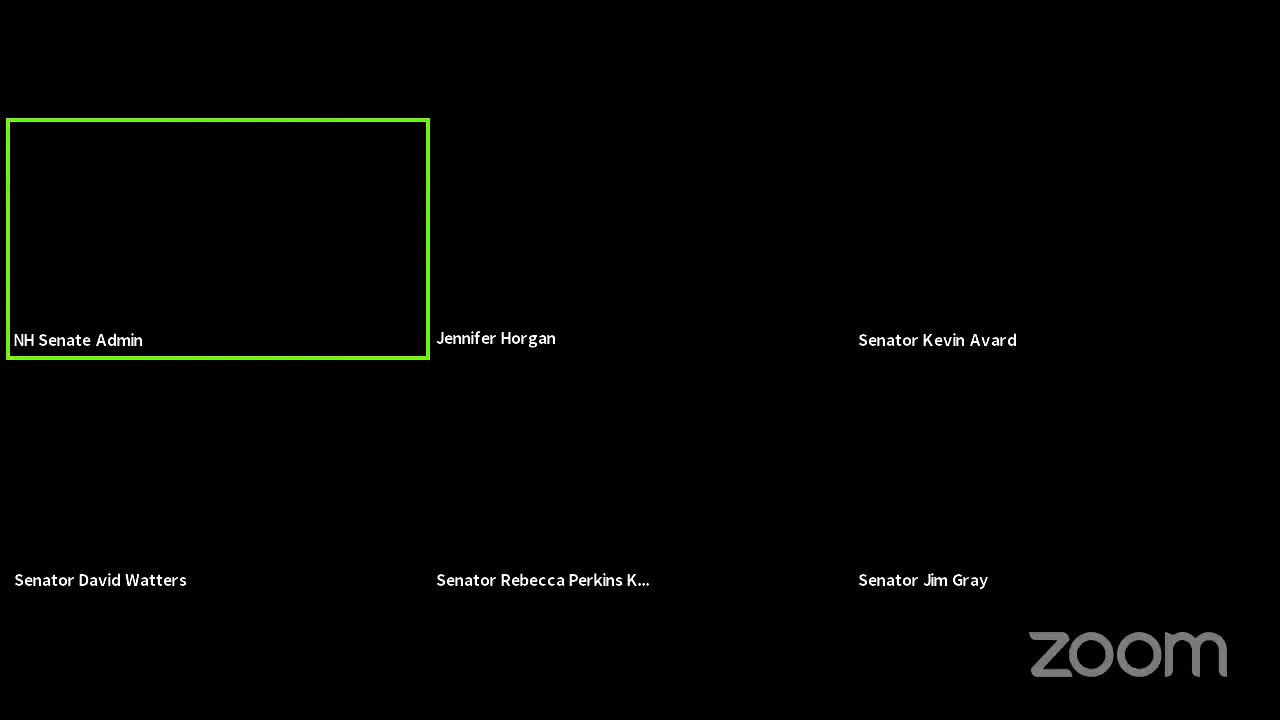 NH Senate Admin
Jennifer Horgan
Senator Kevin Avard
Senator David Watters
Senator Rebecca Perkins K...
Senator Jim Gray
zoom